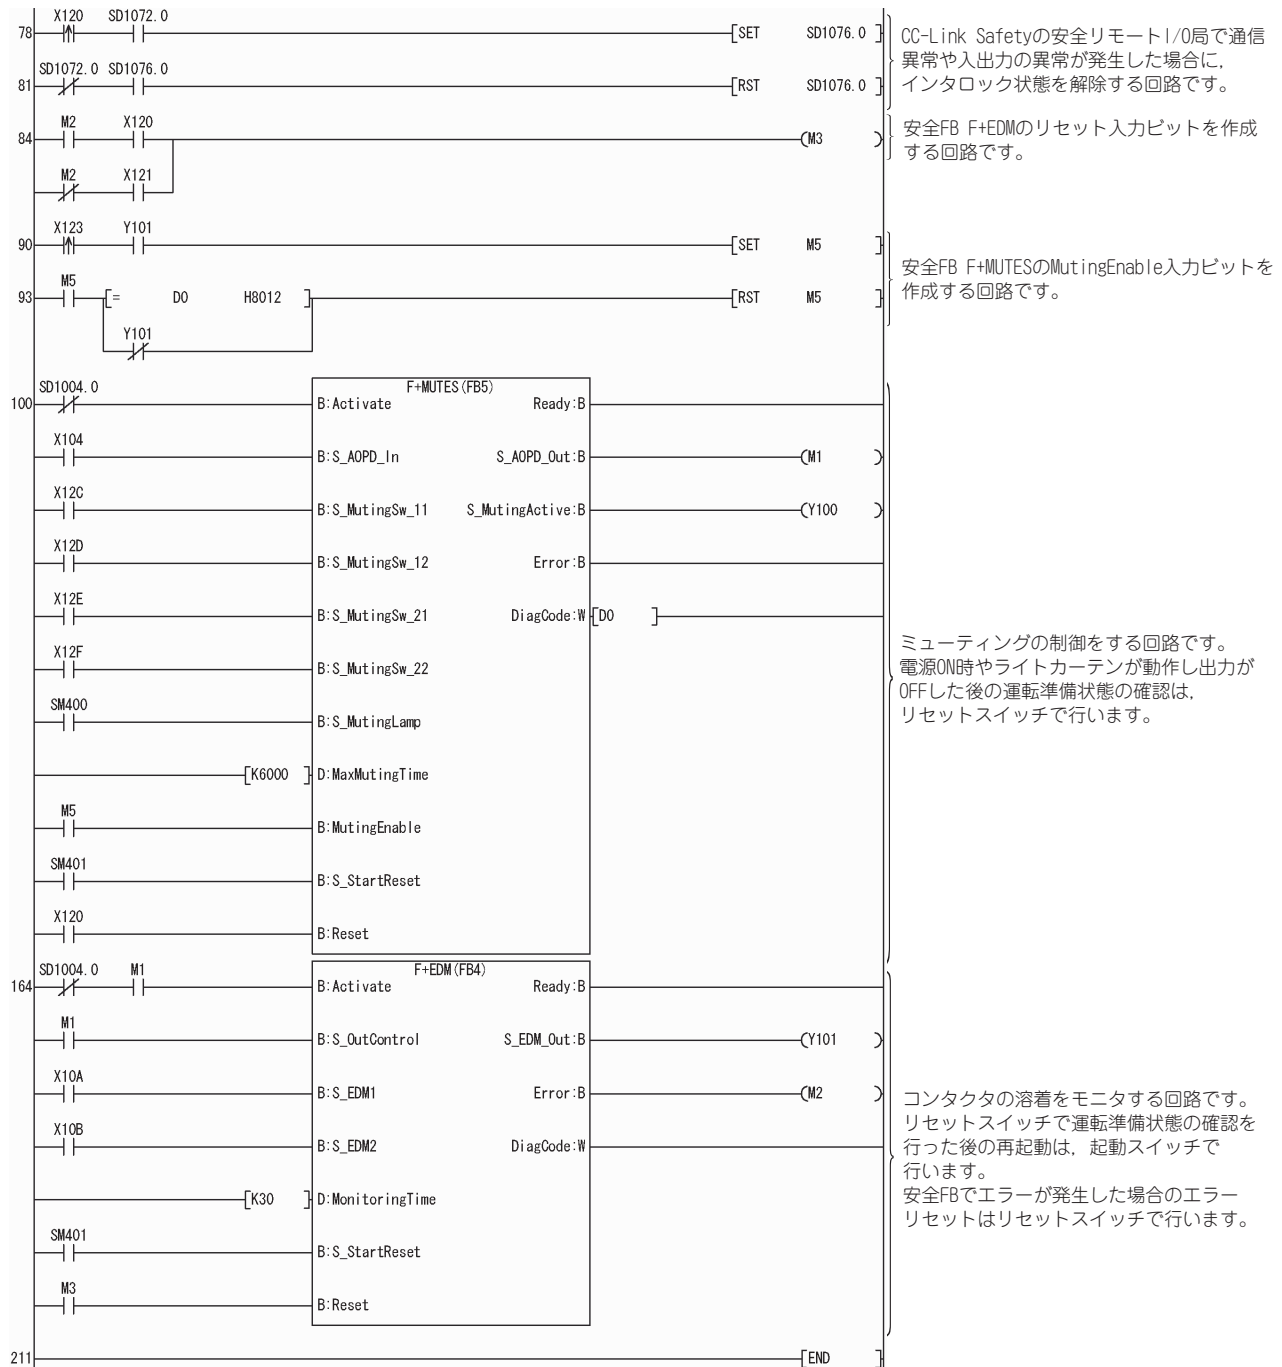 X120 SD1072.0
78 [SET SD1076.0 ]
SD1072.0 SD1076.0
81 [RST SD1076.0 ]
CC-Link Safetyの安全リモートI/O局で通信
異常や入出力の異常が発生した場合に,
インタロック状態を解除する回路です。
M2 X120
84 (M3 )
M2 X121
安全FB F+EDMのリセット入力ビットを作成
する回路です。
X123 Y101
90 [SET M5 ]
M5
93 [= D0 H8012 ] [RST M5 ]
Y101
安全FB F+MUTESのMutingEnable入力ビットを
作成する回路です。
SD1004.0 F+MUTES(FB5)
100 B:Activate Ready:B
X104
B:S_AOPD_In S_AOPD_Out:B (M1 )
X12C
B:S_MutingSw_11 S_MutingActive:B (Y100 )
X12D
B:S_MutingSw_12 Error:B
X12E
B:S_MutingSw_21 DiagCode:W [D0 ]
X12F
B:S_MutingSw_22
SM400
B:S_MutingLamp
[K6000 ] D:MaxMutingTime
M5
B:MutingEnable
SM401
B:S_StartReset
X120
B:Reset
ミューティングの制御をする回路です。
電源ON時やライトカーテンが動作し出力が
OFFした後の運転準備状態の確認は,
リセットスイッチで行います。
SD1004.0 M1 F+EDM(FB4)
164 B:Activate Ready:B
M1
B:S_OutControl S_EDM_Out:B (Y101 )
X10A
B:S_EDM1 Error:B (M2 )
X10B
B:S_EDM2 DiagCode:W
[K30 ] D:MonitoringTime
SM401
B:S_StartReset
M3
B:Reset
コンタクタの溶着をモニタする回路です。
リセットスイッチで運転準備状態の確認を
行った後の再起動は, 起動スイッチで
行います。
安全FBでエラーが発生した場合のエラー
リセットはリセットスイッチで行います。
211 [END ]